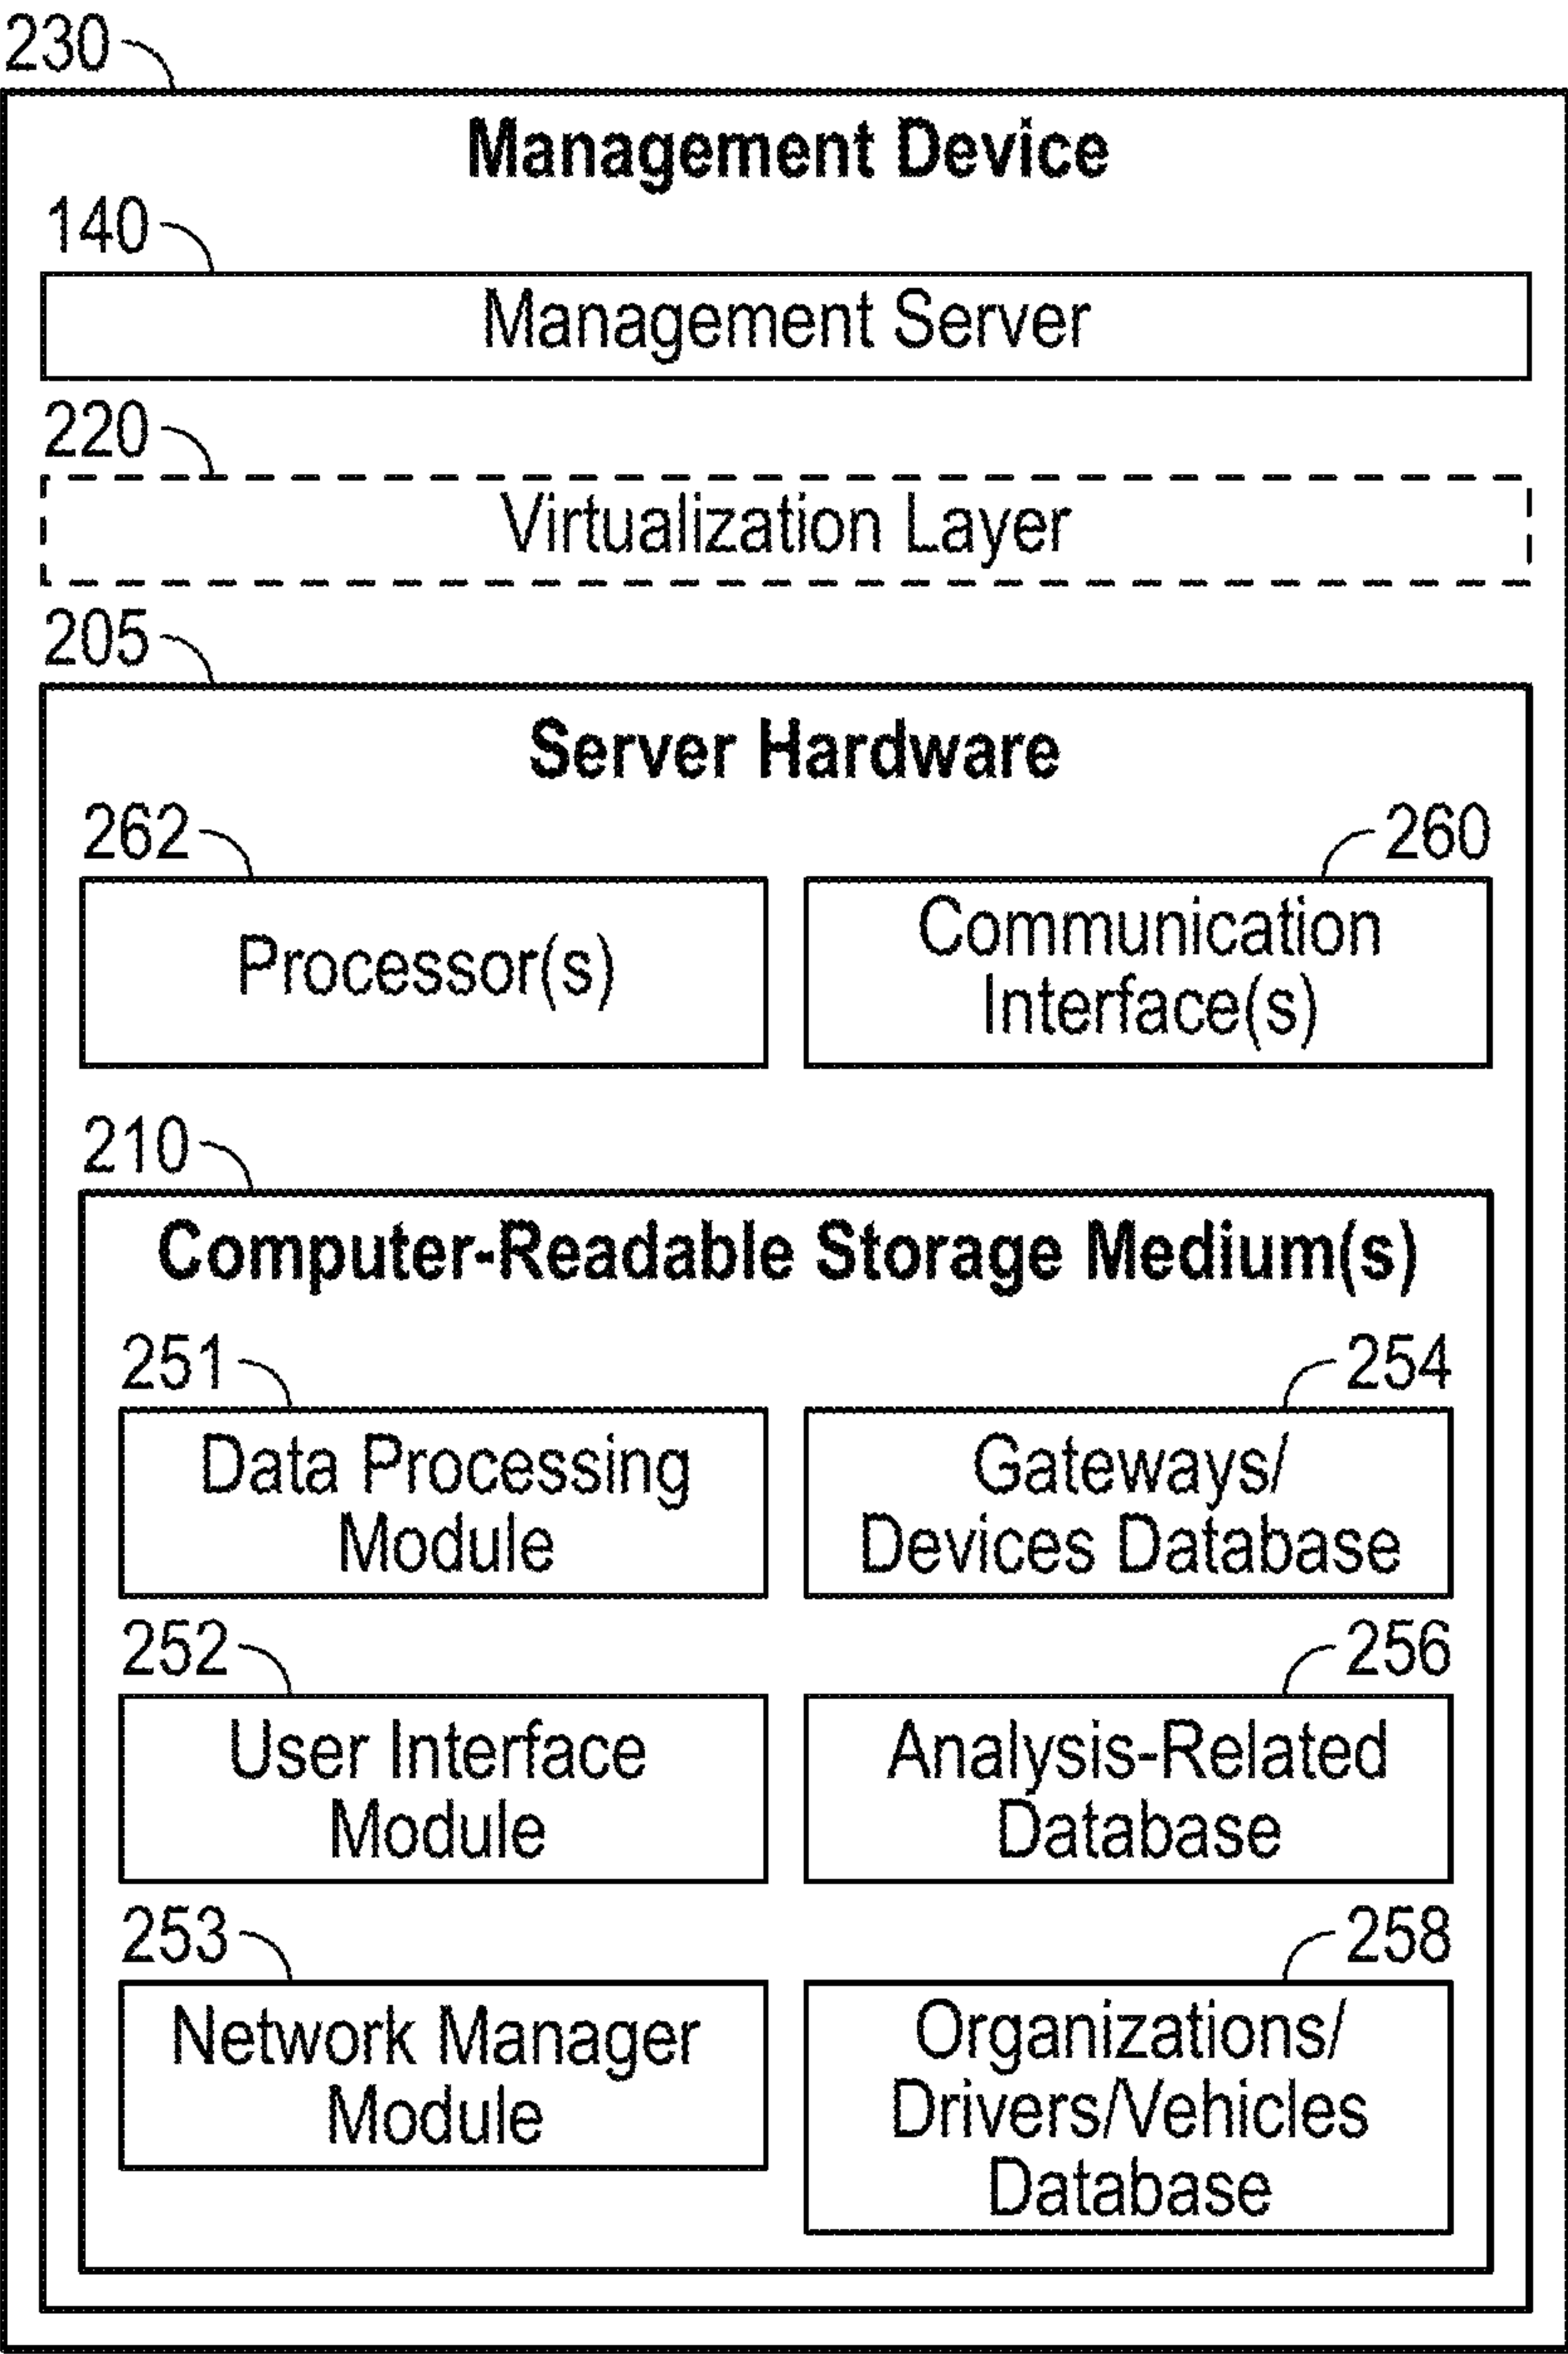 230
Management Device
140
Management Server
220
Virtualization Layer
205
Server Hardware
262
Processor(s)
260
Communication
Interface(s)
210
Computer-Readable Storage Medium(s)
251
Data Processing
Module
254
Gateways/
Devices Database
252
User Interface
Module
256
Analysis-Related
Database
253
Network Manager
Module
258
Organizations/
Drivers/Vehicles
Database